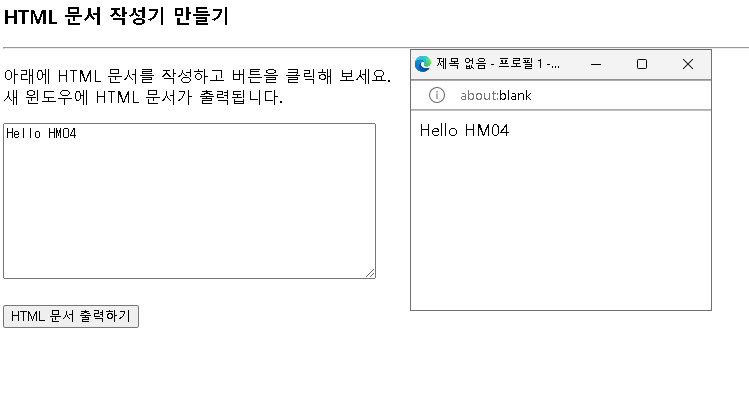 HTML 문서 작성기 만들기
아래에 HTML 문서를 작성하고 버튼을 클릭해 보세요.
새 윈도우에 HTML 문서가 출력됩니다.
Hello HM04
HTML 문서 출력하기
제목 없음 - 프로필 1 -...
about:blank
Hello HM04